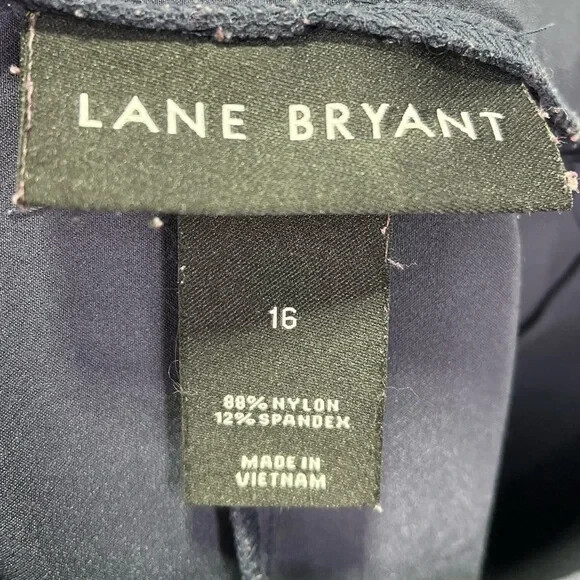 LANE BRYANT
16
88% NYLON
12% SPANDEX
MADE IN
VIETNAM